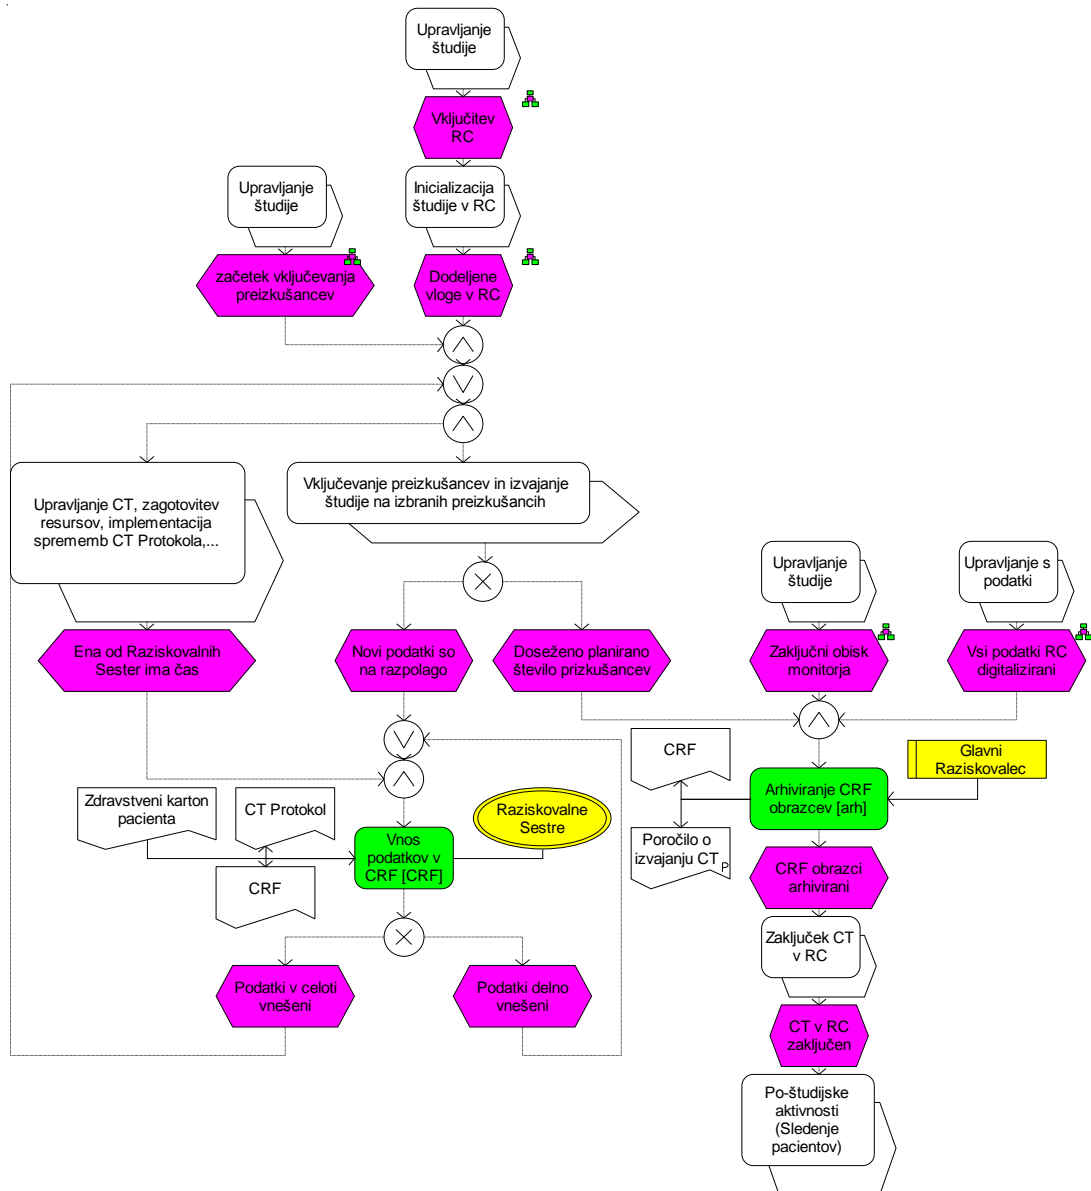 Upravljanje
študije
Vključitev
RC
Upravljanje
študije
Inicializacija
študije v RC
začetek vključevanja
preizkušancev
Dodeljene
vloge v RC
Upravljanje CT, zagotovitev
resursov, implementacija
sprememb CT Protokola,...
Vključevanje preizkušancev in izvajanje
študije na izbranih preizkušancih
Upravljanje
študije
Upravljanje s
podatki
Ena od Raziskovalnih
Sester ima čas
Novi podatki so
na razpolago
Doseženo planirano
število prizkušancev
Zaključni obisk
monitorja
Vsi podatki RC
digitalizirani
CRF
Glavni
Raziskovalec
Arhiviranje CRF
obrazcev [arh]
Poročilo o
izvajanju CT
P
Zdravstveni karton
pacienta
CT Protokol
CRF
Vnos
podatkov v
CRF [CRF]
Raziskovalne
Sestre
CRF obrazci
arhivirani
Zaključek CT
v RC
Podatki v celoti
vnešeni
Podatki delno
vnešeni
CT v RC
zaključen
Po-študijske
aktivnosti
(Sledenje
pacientov)